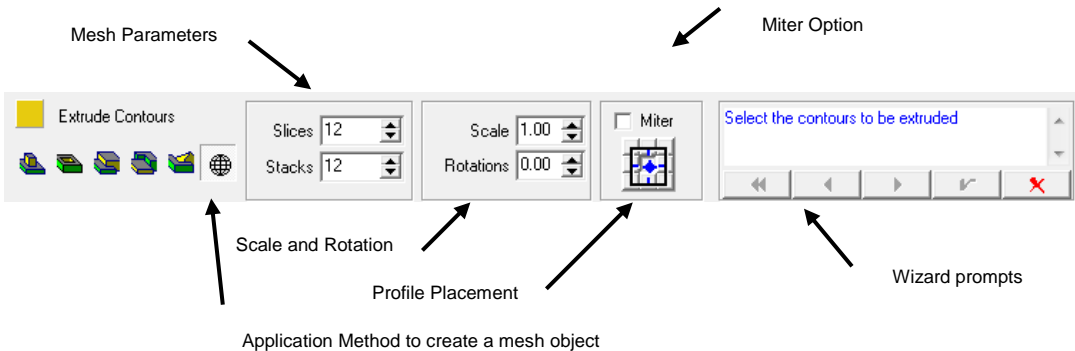 Miter Option
Mesh Parameters
Extrude Contours
Slices 12
Stacks 12
Scale 1.00
Rotations 0.00
Miter
Select the contours to be extruded
Scale and Rotation
Profile Placement
Wizard prompts
Application Method to create a mesh object